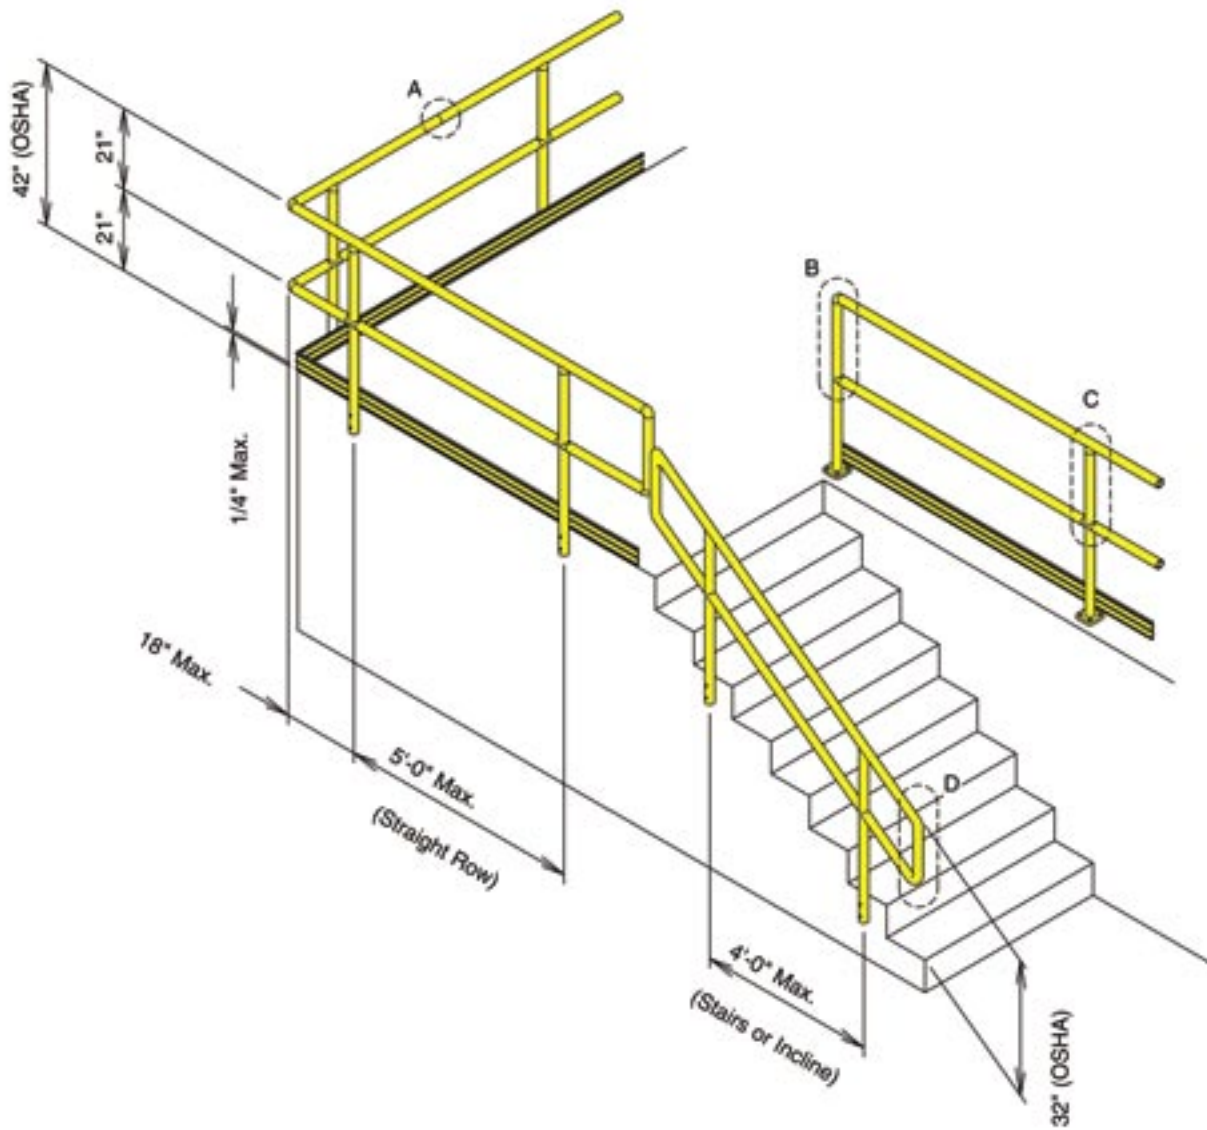 A
42" (OSHA)
21"
21"
B
C
1/4" Max.
18" Max.
5'-0" Max.
(Straight Row)
D
4'-0" Max.
(Stairs or Incline)
32" (OSHA)